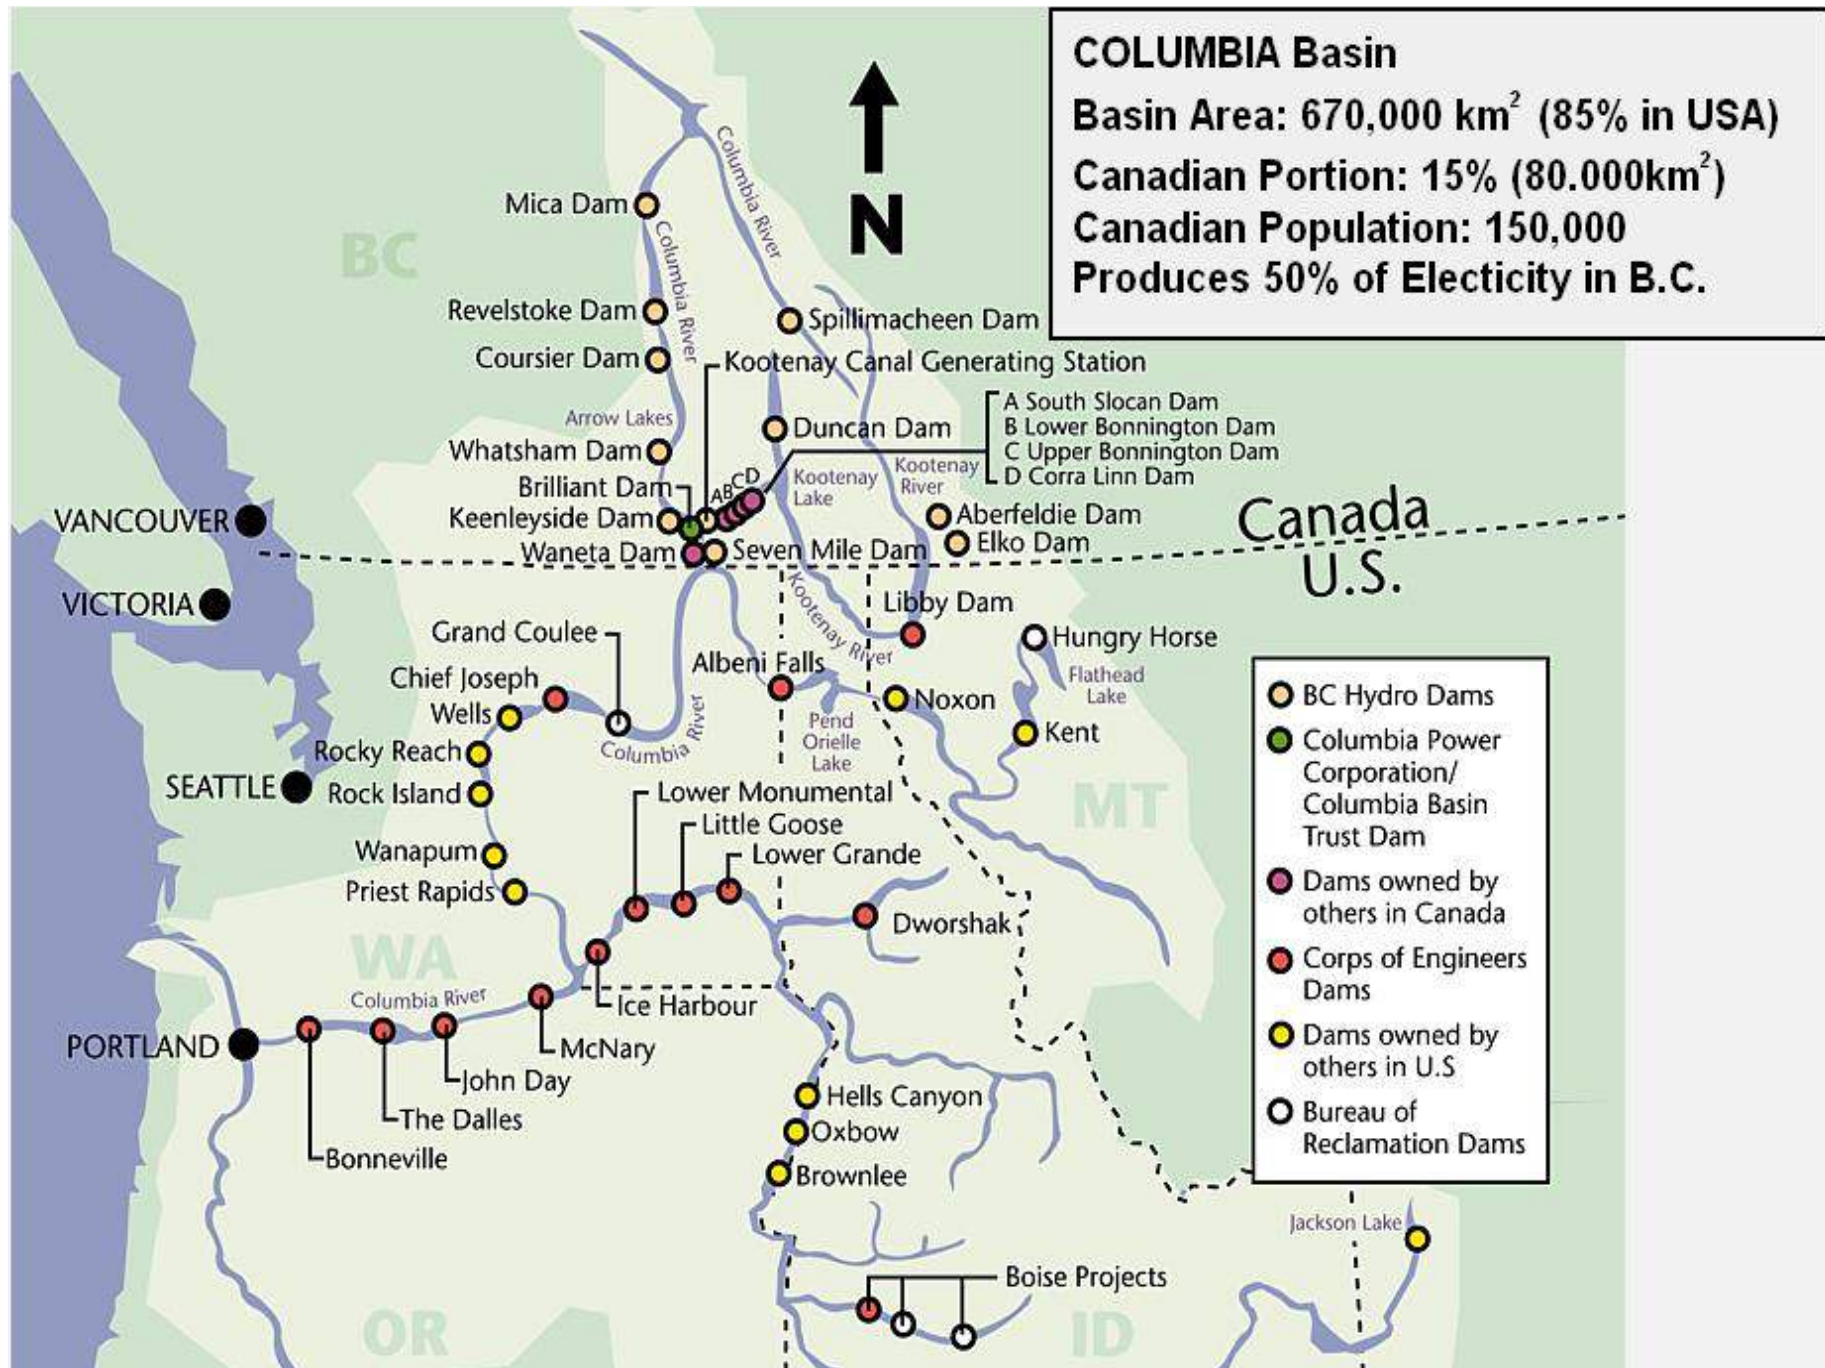 COLUMBIA Basin
Basin Area: 670,000 km² (85% in USA)
Canadian Portion: 15% (80.000km²)
Canadian Population: 150,000
Produces 50% of Electicity in B.C.
N
BC
Columbia River
Mica Dam
Columbia River
Revelstoke Dam
Spillimacheen Dam
Coursier Dam
Kootenay Canal Generating Station
A South Slocan Dam
B Lower Bonnington Dam
C Upper Bonnington Dam
D Corra Linn Dam
Arrow Lakes
Duncan Dam
Whatsham Dam
Kootenay
Lake
Kootenay
River
Brilliant Dam
A B C D
Keenleyside Dam
Aberfeldie Dam
Waneta Dam
Seven Mile Dam
Elko Dam
Canada
U.S.
VANCOUVER
VICTORIA
Kootenay River
Libby Dam
Grand Coulee
Hungry Horse
Albeni Falls
Flathead
Lake
Chief Joseph
Noxon
Wells
Columbia River
Pend
Orielle
Lake
Kent
Rocky Reach
SEATTLE
Rock Island
Lower Monumental
MT
Little Goose
Wanapum
Lower Grande
Priest Rapids
Dworshak
WA
Columbia River
Ice Harbour
PORTLAND
McNary
John Day
The Dalles
Bonneville
Hells Canyon
Oxbow
Brownlee
Jackson Lake
Boise Projects
OR
ID
BC Hydro Dams
Columbia Power
Corporation/
Columbia Basin
Trust Dam
Dams owned by
others in Canada
Corps of Engineers
Dams
Dams owned by
others in U.S
Bureau of
Reclamation Dams